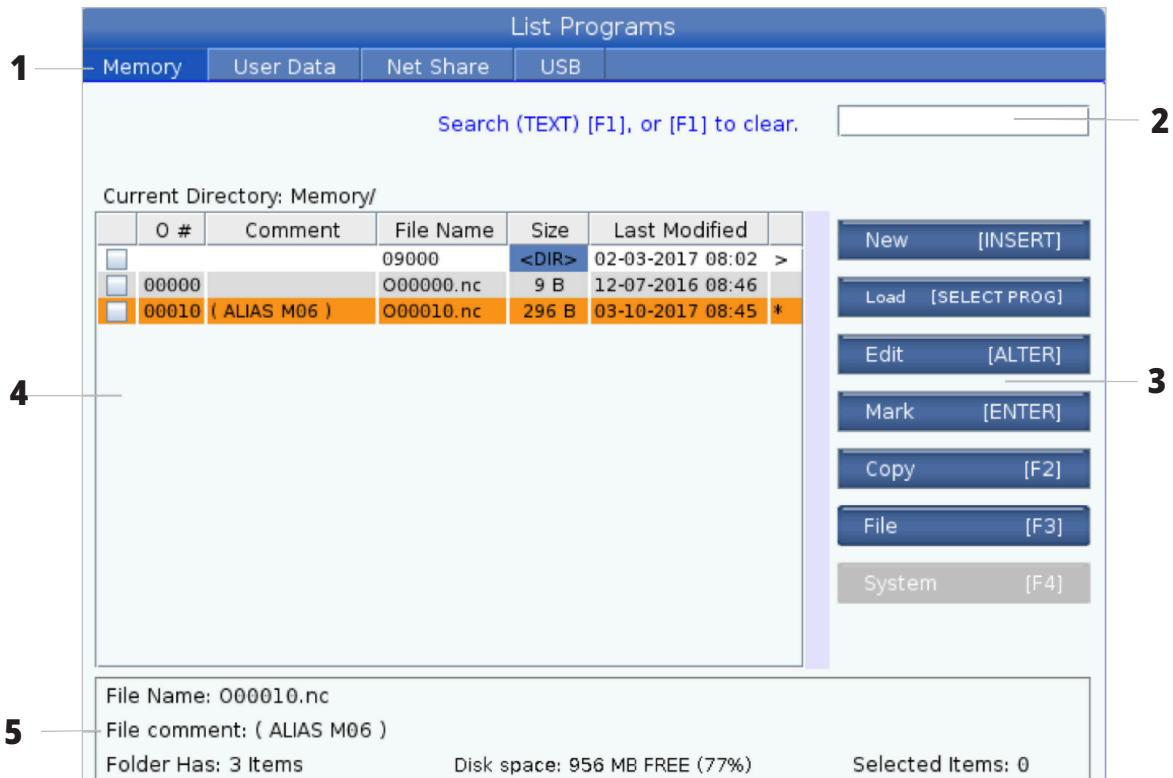 List Programs
1 Memory User Data Net Share USB
Search (TEXT) [F1], or [F1] to clear. 2
Current Directory: Memory/
O # Comment File Name Size Last Modified
09000 <DIR> 02-03-2017 08:02 >
00000 O00000.nc 9 B 12-07-2016 08:46
00010 ( ALIAS M06 ) O00010.nc 296 B 03-10-2017 08:45 *
New [INSERT]
Load [SELECT PROG]
Edit [ALTER]
3
4
Mark [ENTER]
Copy [F2]
File [F3]
System [F4]
File Name: O00010.nc
5 File comment: ( ALIAS M06 )
Folder Has: 3 Items Disk space: 956 MB FREE (77%) Selected Items: 0